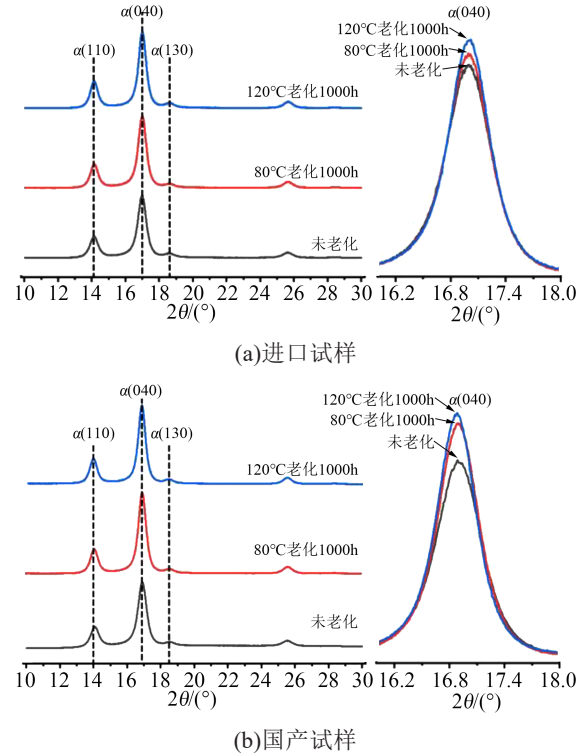 α(040)
α(110)
α(130)
120℃老化1000h
80℃老化1000h
未老化
10 12 14 16 18 20 22 24 26 28 30
2θ/(°)
α(040)
120℃老化1000h
80℃老化1000h
未老化
16.2 16.8 17.4 18.0
2θ/(°)
(a)进口试样
α(040)
α(110)
α(130)
120℃老化1000h
80℃老化1000h
未老化
10 12 14 16 18 20 22 24 26 28 30
2θ/(°)
120℃老化1000h
α(040)
80℃老化1000h
未老化
16.2 16.8 17.4 18.0
2θ/(°)
(b)国产试样